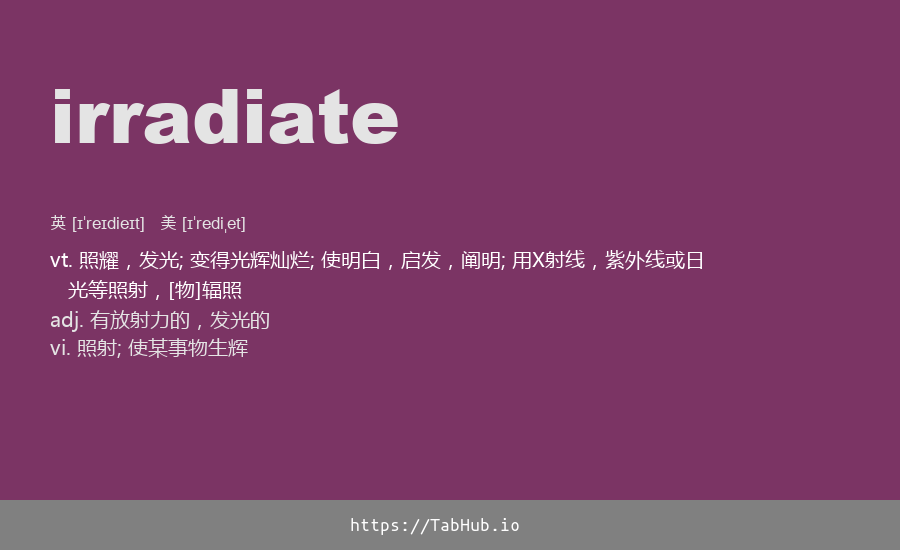 irradiate
英 [ɪˈreɪdieɪt] 美 [ɪˈrediˌet]
vt. 照耀，发光; 变得光辉灿烂; 使明白，启发，阐明; 用X射线，紫外线或日
光等照射，[物]辐照
adj. 有放射力的，发光的
vi. 照射; 使某事物生辉
https://TabHub.io